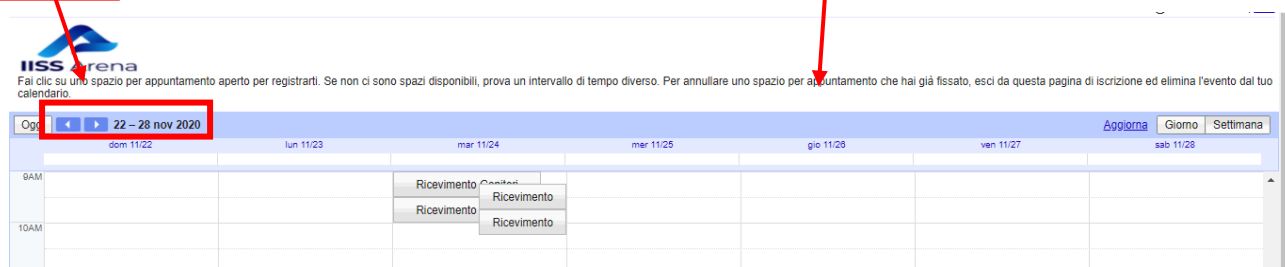 IISS Arena
Fai clic su uno spazio per appuntamento aperto per registrarti. Se non ci sono spazi disponibili, prova un intervallo di tempo diverso. Per annullare uno spazio per appuntamento che hai già fissato, esci da questa pagina di iscrizione ed elimina l'evento dal tuo
calendario.
Oggi 22 – 28 nov 2020 Aggiorna Giorno Settimana
dom 11/22 lun 11/23 mar 11/24 mer 11/25 gio 11/26 ven 11/27 sab 11/28
9AM
Ricevimento Genitori
Ricevimento
Ricevimento
Ricevimento
10AM